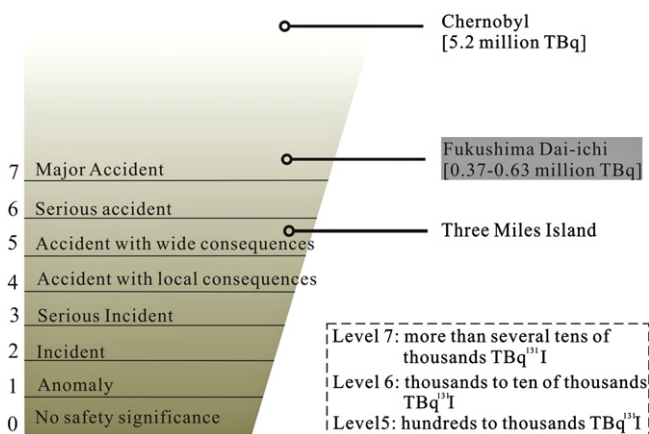 Chernobyl
[5.2 million TBq]
Fukushima Dai-ichi
[0.37-0.63 million TBq]
7 Major Accident
6 Serious accident
Three Miles Island
5 Accident with wide consequences
4 Accident with local consequences
3 Serious Incident
2 Incident
1 Anomaly
0 No safety significance
Level 7: more than several tens of
thousands TBq¹³¹I
Level 6: thousands to ten of thousands
TBq¹³¹I
Level5: hundreds to thousands TBq¹³¹I